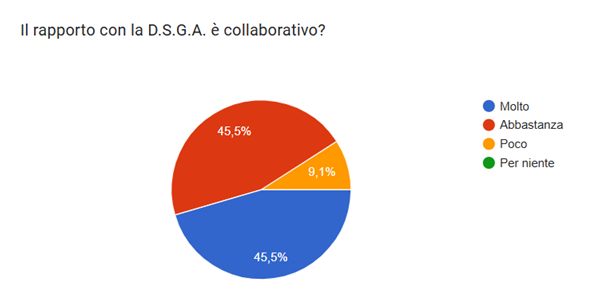 Il rapporto con la D.S.G.A. è collaborativo?
45,5%
9,1%
45,5%
Molto
Abbastanza
Poco
Per niente